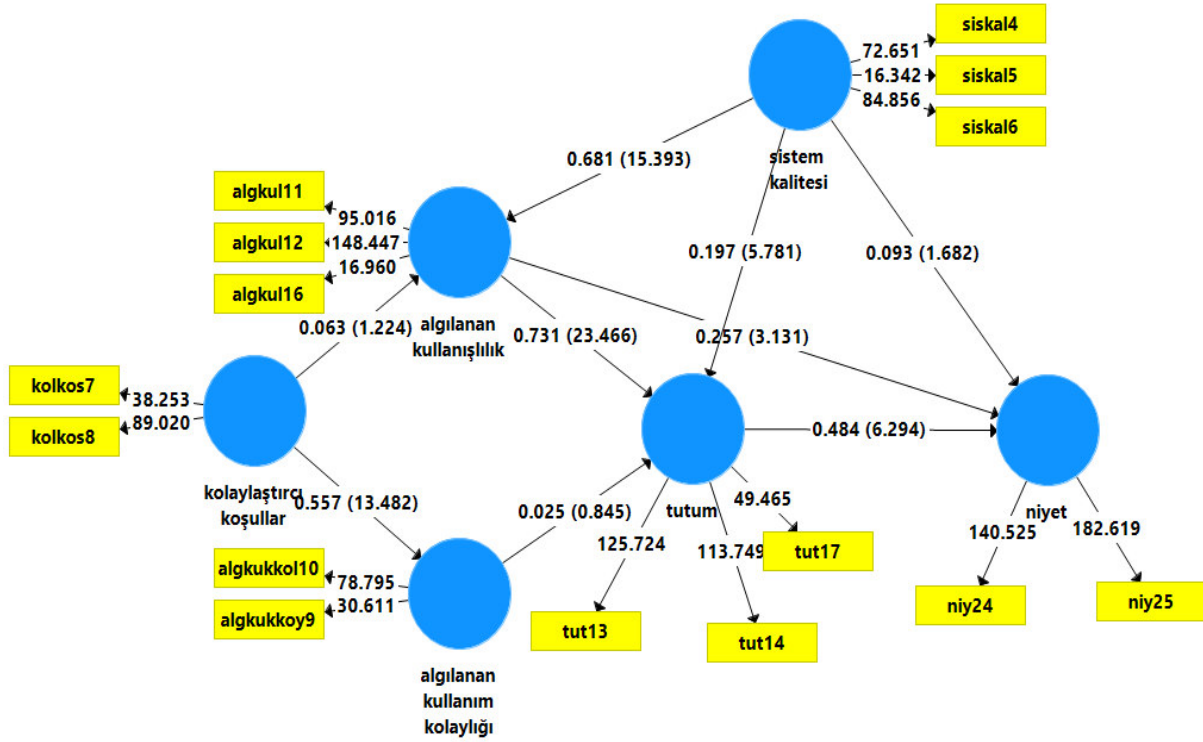 siskal4
72.651
16.342
siskal5
84.856
siskal6
sistem
kalitesi
0.681 (15.393)
algkul11
95.016
algkul12
148.447
16.960
algkul16
0.197 (5.781)
0.093 (1.682)
0.063 (1.224)
algılanan
kullanışlılık
0.731 (23.466)
0.257 (3.131)
kolkos7
38.253
89.020
kolkos8
0.484 (6.294)
kolaylaştırcı
koşullar
0.557 (13.482)
0.025 (0.845)
tutum
49.465
niyet
125.724
113.749
tut17
140.525
182.619
algkukkol10
78.795
30.611
algkukkoy9
tut13
tut14
niy24
niy25
algılanan
kullanım
kolaylığı